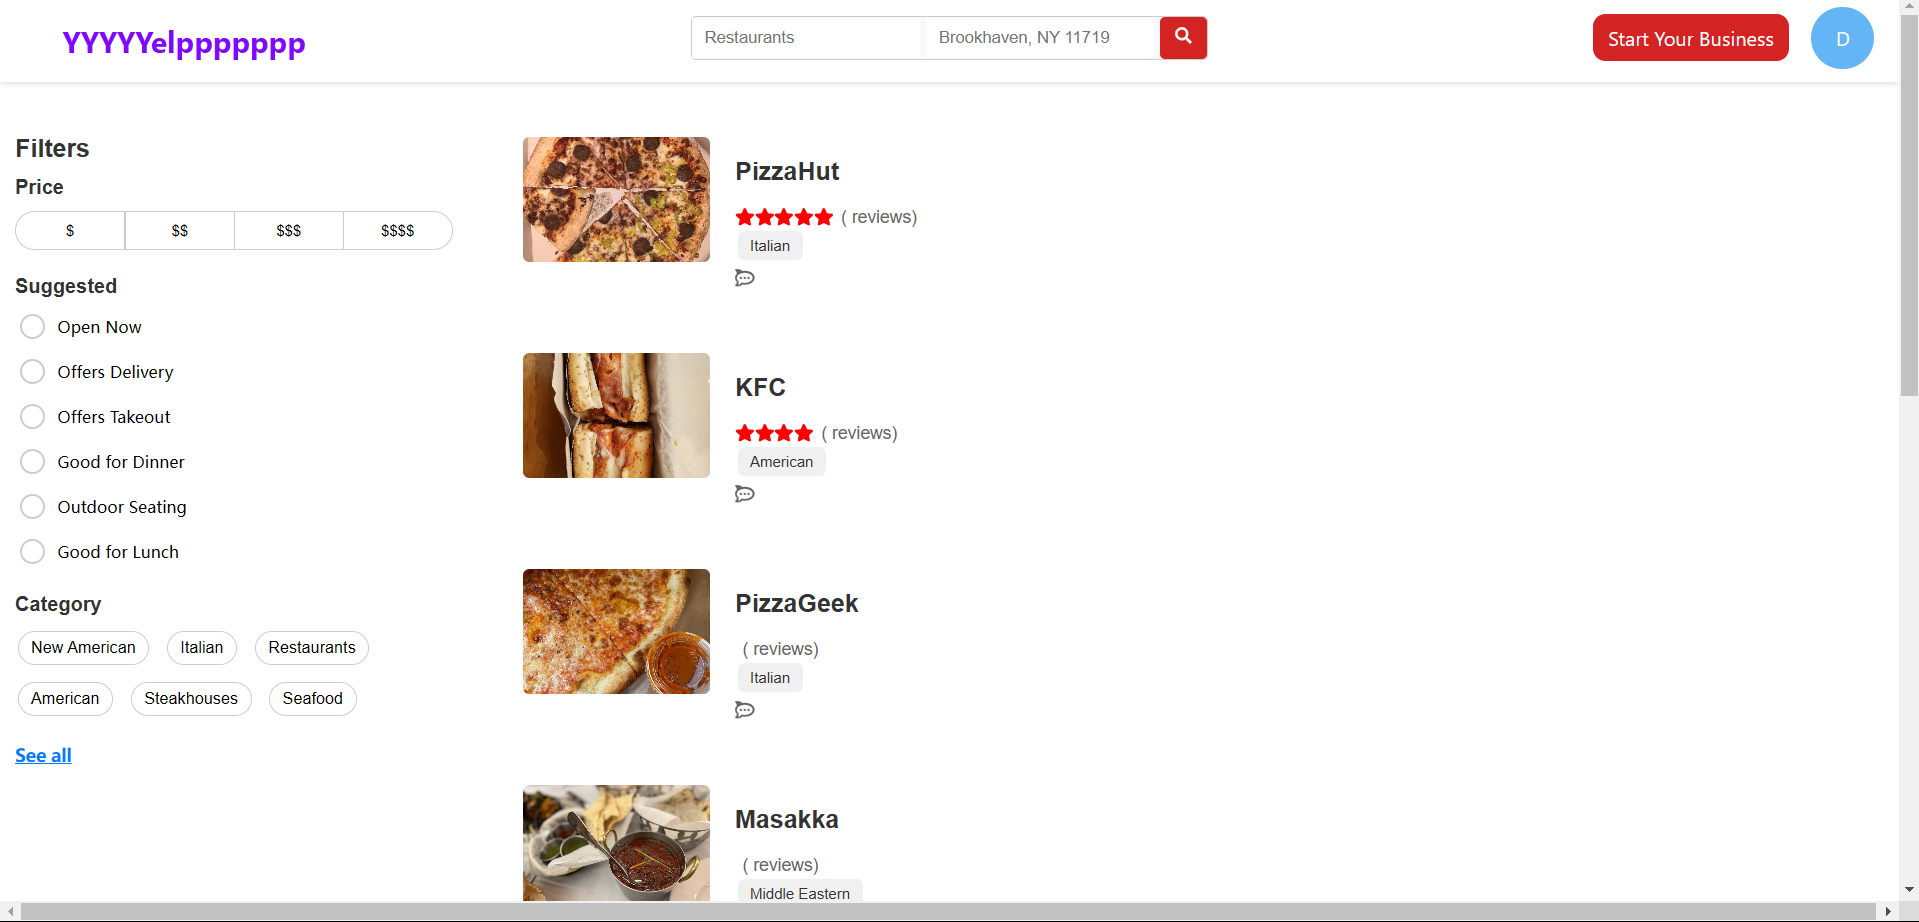 YYYYYelppppppp
Restaurants
Brookhaven, NY 11719
Start Your Business
D
Filters
Price
$
$$
$$$
$$$$
Suggested
Open Now
Offers Delivery
Offers Takeout
Good for Dinner
Outdoor Seating
Good for Lunch
Category
New American
Italian
Restaurants
American
Steakhouses
Seafood
See all
PizzaHut
( reviews)
Italian
KFC
( reviews)
American
PizzaGeek
( reviews)
Italian
Masakka
( reviews)
Middle Eastern